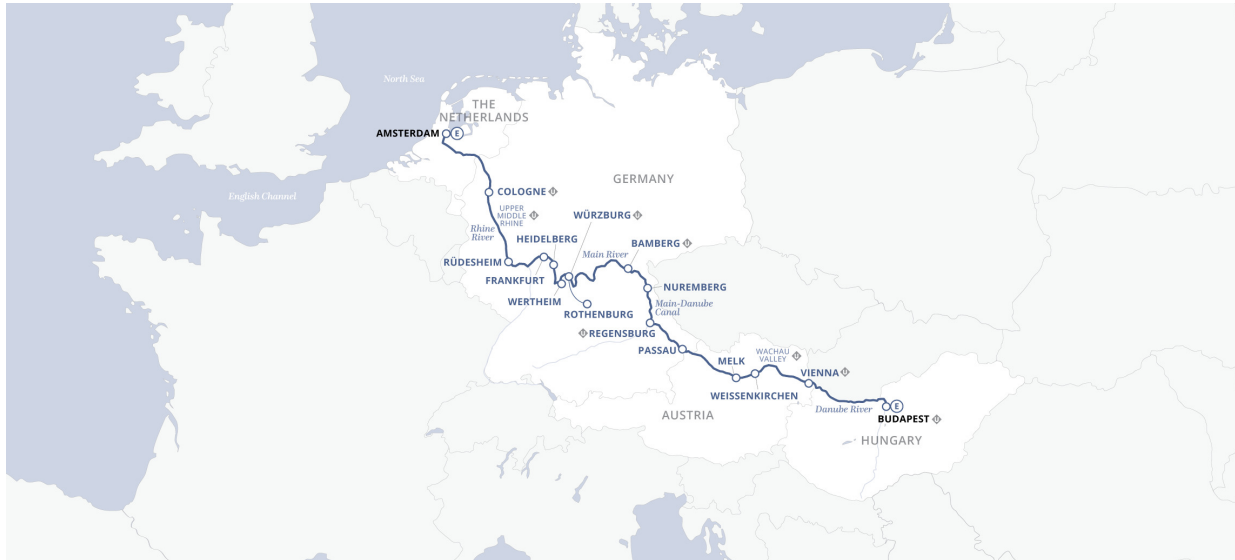 North Sea
THE
NETHERLANDS
AMSTERDAM
E
GERMANY
English Channel
COLOGNE
U
UPPER
MIDDLE
RHINE
U
WÜRZBURG
U
Rhine
River
HEIDELBERG
Main River
BAMBERG
U
RÜDESHEIM
FRANKFURT
NUREMBERG
WERTHEIM
Main-Danube
Canal
ROTHENBURG
U
REGENSBURG
PASSAU
MELK
WACHAU
VALLEY
U
VIENNA
U
WEISSENKIRCHEN
Danube River
E
AUSTRIA
BUDAPEST
U
HUNGARY